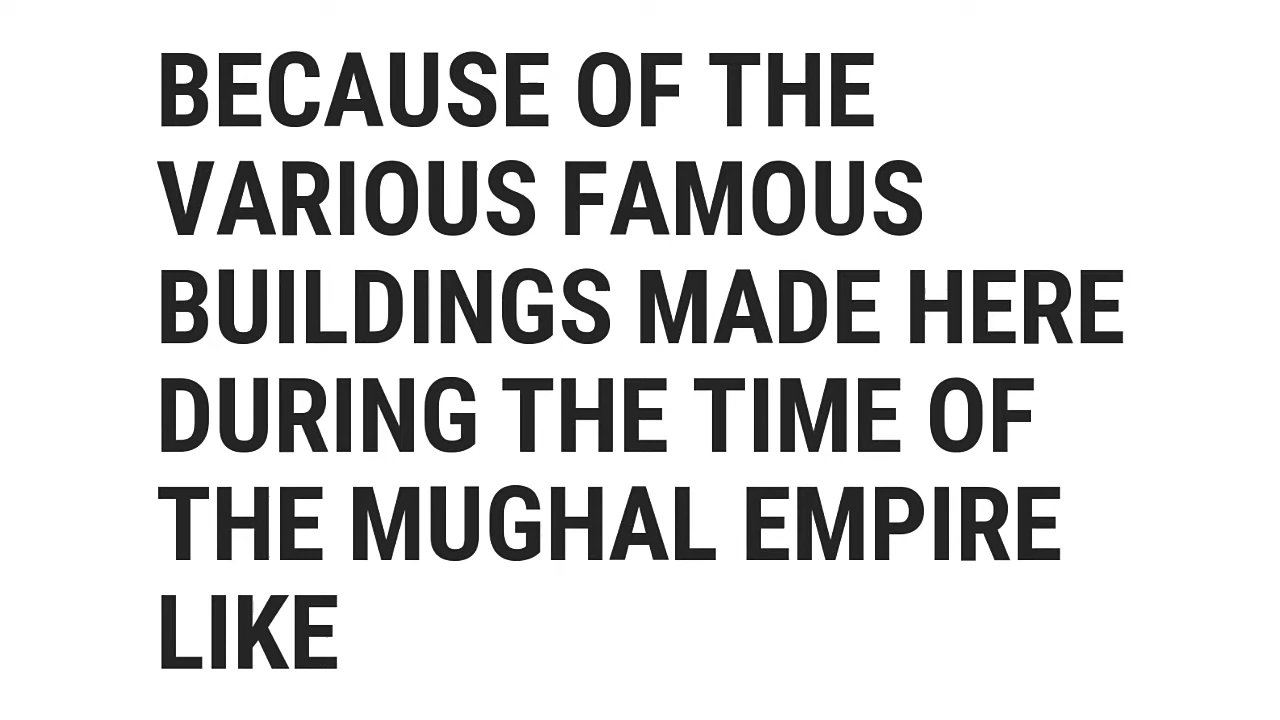 BECAUSE OF THE
VARIOUS FAMOUS
BUILDINGS MADE HERE
DURING THE TIME OF
THE MUGHAL EMPIRE
LIKE